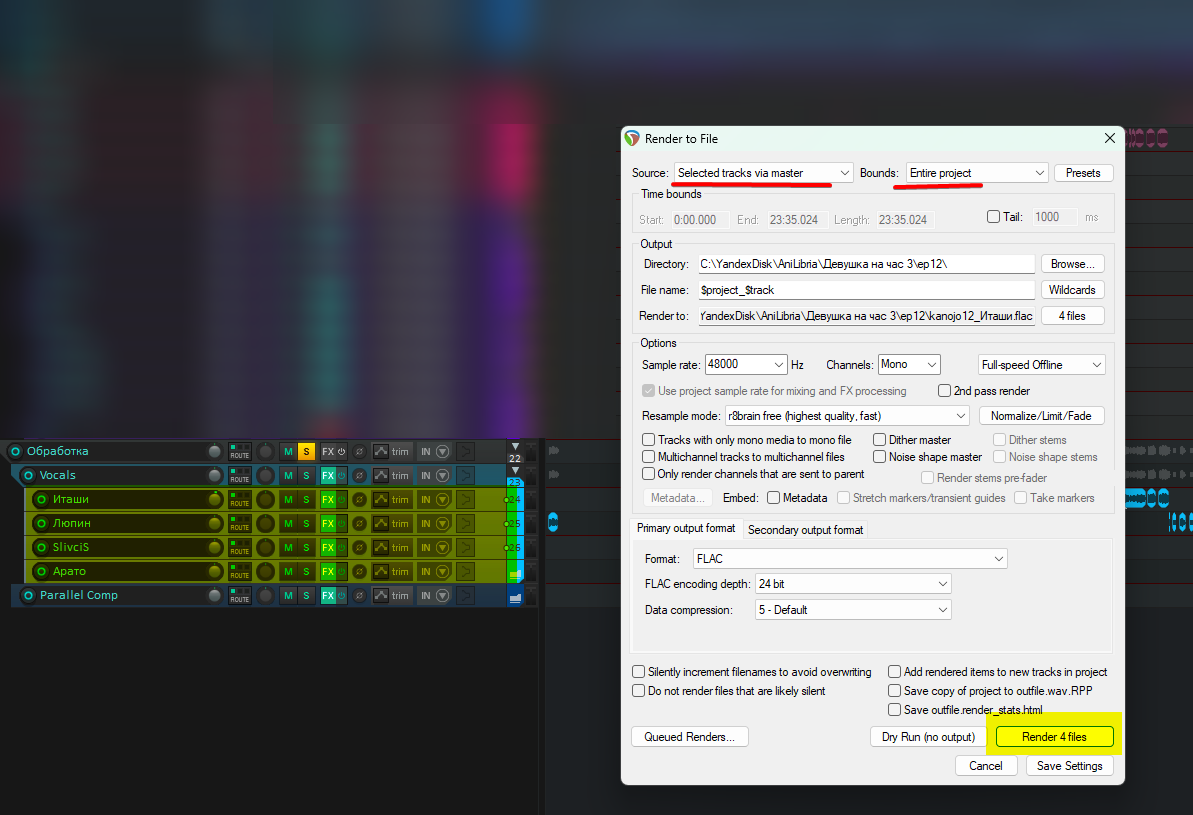 Render to File
Source: Selected tracks via master Bounds: Entire project Presets
Time bounds
Start: 0:00.000 End: 23:35.024 Length: 23:35.024 Tail: 1000 ms
Output
Directory: C:\YandexDisk\AniLibria\Девушка на час 3\ep12\ Browse...
File name: $project_$track Wildcards
Render to: YandexDisk\AniLibria\Девушка на час 3\ep12\kanojo12_Иташи.flac 4 files
Options
Sample rate: 48000 Hz Channels: Mono Full-speed Offline
Use project sample rate for mixing and FX processing 2nd pass render
Resample mode: r8brain free (highest quality, fast) Normalize/Limit/Fade
Tracks with only mono media to mono file Dither master Dither stems
Multichannel tracks to multichannel files Noise shape master Noise shape stems
Only render channels that are sent to parent Render stems pre-fader
Metadata... Embed: Metadata Stretch markers/transient guides Take markers
Primary output format Secondary output format
Format: FLAC
FLAC encoding depth: 24 bit
Data compression: 5 - Default
Silently increment filenames to avoid overwriting Add rendered items to new tracks in project
Do not render files that are likely silent Save copy of project to outfile.wav.RPP
Save outfile.render_stats.html
Queued Renders... Dry Run (no output) Render 4 files
Cancel Save Settings
Обработка ROUTE M S FX trim IN 22
Vocals ROUTE M S FX trim IN 23
Иташи ROUTE M S FX trim IN 24
Люпин ROUTE M S FX trim IN 25
SlivciS ROUTE M S FX trim IN 26
Арато ROUTE M S FX trim IN
Parallel Comp ROUTE M S FX trim IN